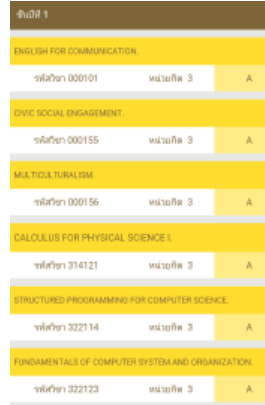 ชั้นปีที่ 1
ENGLISH FOR COMMUNICATION.
รหัสวิชา 000101 หน่วยกิต 3 A
CIVIC SOCIAL ENGAGEMENT.
รหัสวิชา 000155 หน่วยกิต 3 A
MULTICULTURALISM.
รหัสวิชา 000156 หน่วยกิต 3 A
CALCULUS FOR PHYSICAL SCIENCE I.
รหัสวิชา 314121 หน่วยกิต 3 A
STRUCTURED PROGRAMMING FOR COMPUTER SCIENCE.
รหัสวิชา 322114 หน่วยกิต 3 A
FUNDAMENTALS OF COMPUTER SYSTEM AND ORGANIZATION.
รหัสวิชา 322123 หน่วยกิต 3 A